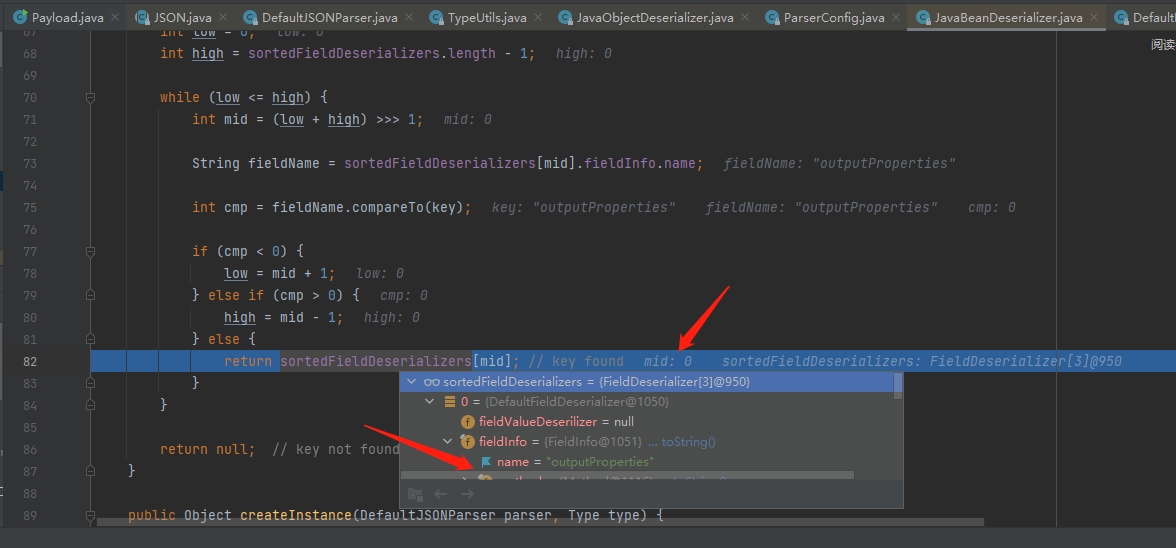 Payload.java JSON.java DefaultJSONParser.java TypeUtils.java JavaObjectDeserializer.java ParserConfig.java JavaBeanDeserializer.java
67 int low = 0; low: 0
68 int high = sortedFieldDeserializers.length - 1; high: 0
阅读
69
70 while (low <= high) {
71 int mid = (low + high) >>> 1; mid: 0
72
73 String fieldName = sortedFieldDeserializers[mid].fieldInfo.name; fieldName: "outputProperties"
74
75 int cmp = fieldName.compareTo(key); key: "outputProperties" fieldName: "outputProperties" cmp: 0
76
77 if (cmp < 0) {
78 low = mid + 1; low: 0
79 } else if (cmp > 0) { cmp: 0
80 high = mid - 1; high: 0
81 } else {
82 return sortedFieldDeserializers[mid]; // key found mid: 0 sortedFieldDeserializers: FieldDeserializer[3]@950
83 }
sortedFieldDeserializers = {FieldDeserializer[3]@950}
84 }
0 = {DefaultFieldDeserializer@1050}
85
fieldValueDeserilizer = null
86 return null; // key not found
fieldInfo = {FieldInfo@1051} ... toString()
87 }
name = "outputProperties"
88
89 public Object createInstance(DefaultJSONParser parser, Type type) {